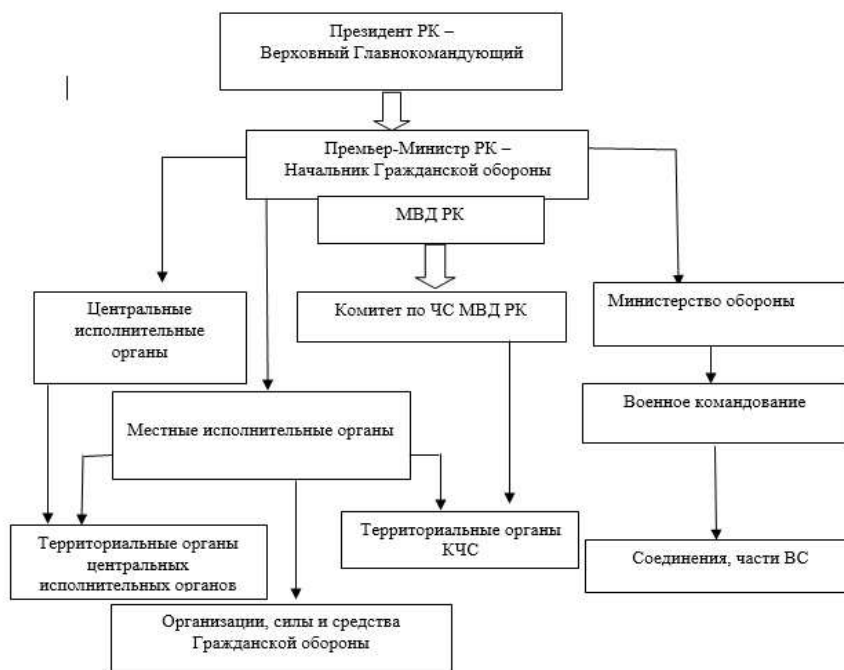 Президент РК –
Верховный Главнокомандующий
Премьер-Министр РК –
Начальник Гражданской обороны
МВД РК
Центральные
исполнительные
органы
Комитет по ЧС МВД РК
Министерство обороны
Местные исполнительные органы
Военное командование
Территориальные органы
центральных
исполнительных органов
Территориальные органы
КЧС
Соединения, части ВС
Организации, силы и средства
Гражданской обороны